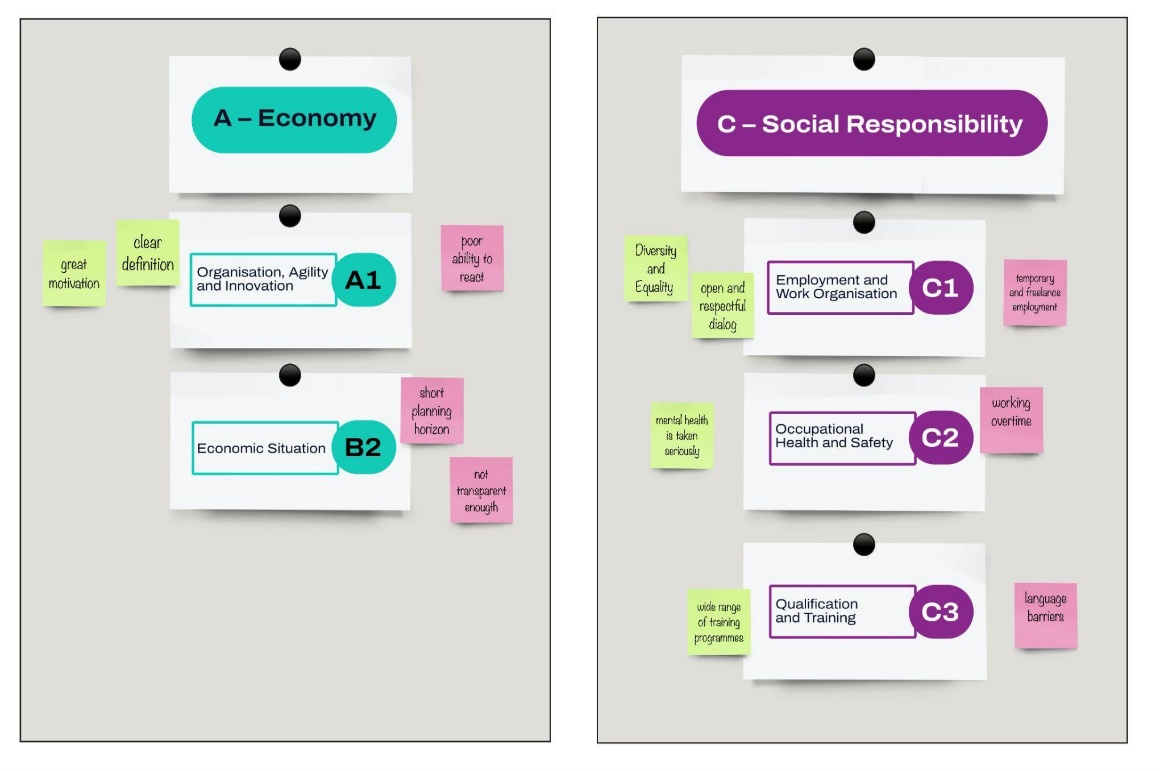 A – Economy
great
motivation
clear
definition
Organisation, Agility
and Innovation
A1
poor
ability to
react
Economic Situation
B2
short
planning
horizon
not
transparent
enougth
C – Social Responsibility
Diversity
and
Equality
open and
respectful
dialog
Employment and
Work Organisation
C1
temporary
and freelance
employment
mental health
is taken
seriously
Occupational
Health and Safety
C2
working
overtime
wide range
of training
programmes
Qualification
and Training
C3
language
barriers